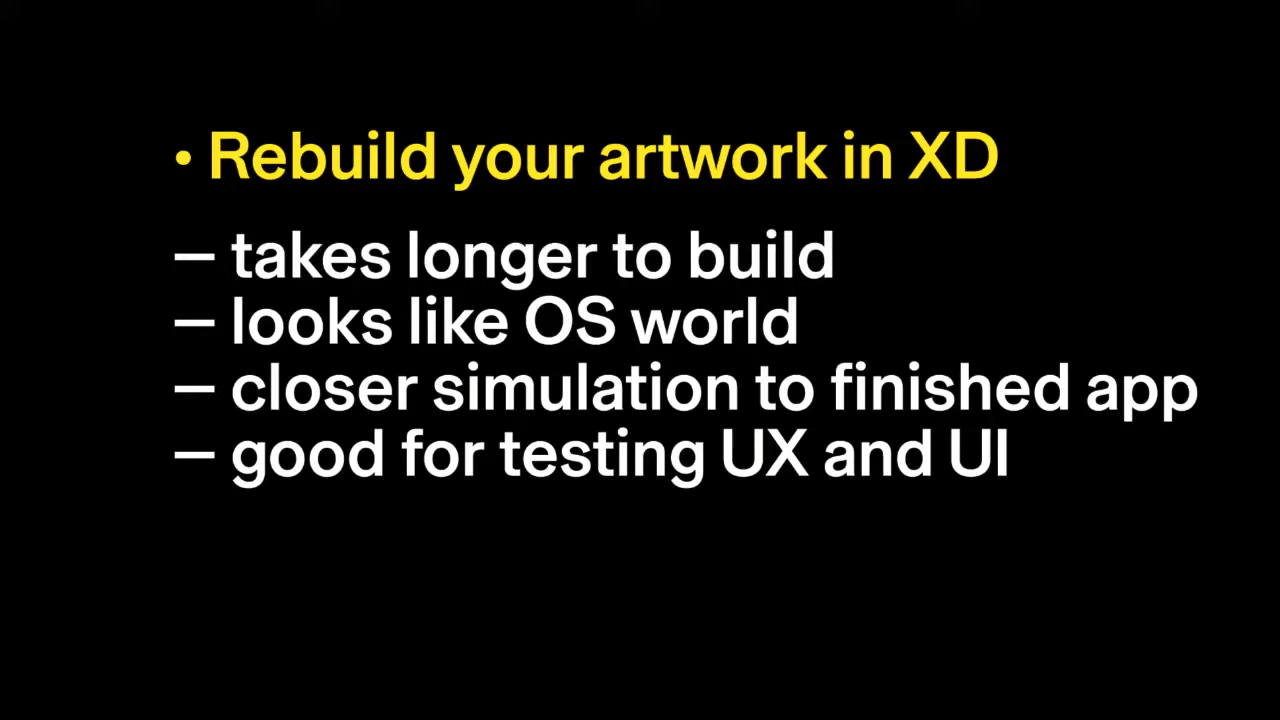 • Rebuild your artwork in XD
— takes longer to build
— looks like OS world
— closer simulation to finished app
— good for testing UX and UI